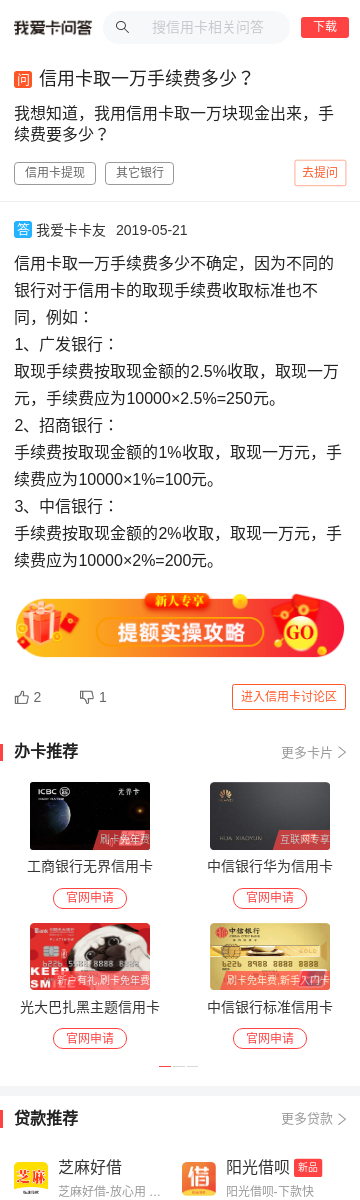 我爱卡问答
搜信用卡相关问答
下载
问 信用卡取一万手续费多少？
我想知道，我用信用卡取一万块现金出来，手
续费要多少？
信用卡提现 其它银行 去提问
答 我爱卡卡友 2019-05-21
信用卡取一万手续费多少不确定，因为不同的
银行对于信用卡的取现手续费收取标准也不
同，例如：
1、广发银行：
取现手续费按取现金额的2.5%收取，取现一万
元，手续费应为10000×2.5%=250元。
2、招商银行：
手续费按取现金额的1%收取，取现一万元，手
续费应为10000×1%=100元。
3、中信银行：
手续费按取现金额的2%收取，取现一万元，手
续费应为10000×2%=200元。
新人专享
提额实操攻略
GO
2 1 进入信用卡讨论区
办卡推荐 更多卡片
ICBC 无界卡
刷卡免年费
HUA XIAOYUN
互联网专享
工商银行无界信用卡 中信银行华为信用卡
官网申请 官网申请
KEEP
新户有礼,刷卡免年费
中信银行
GOLD
6226 8988 8888 8888
刷卡免年费,新手入门卡
光大巴扎黑主题信用卡 中信银行标准信用卡
官网申请 官网申请
贷款推荐 更多贷款
芝麻
芝麻好借
芝麻好借-放心用 ...
借
阳光借呗 新品
阳光借呗-下款快